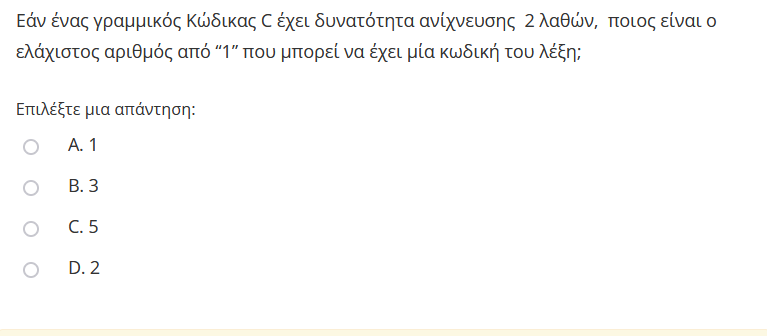 Εάν ένας γραμμικός Κώδικας C έχει δυνατότητα ανίχνευσης 2 λαθών, ποιος είναι ο
ελάχιστος αριθμός από “1” που μπορεί να έχει μία κωδική του λέξη;
Επιλέξτε μια απάντηση:
A. 1
B. 3
C. 5
D. 2